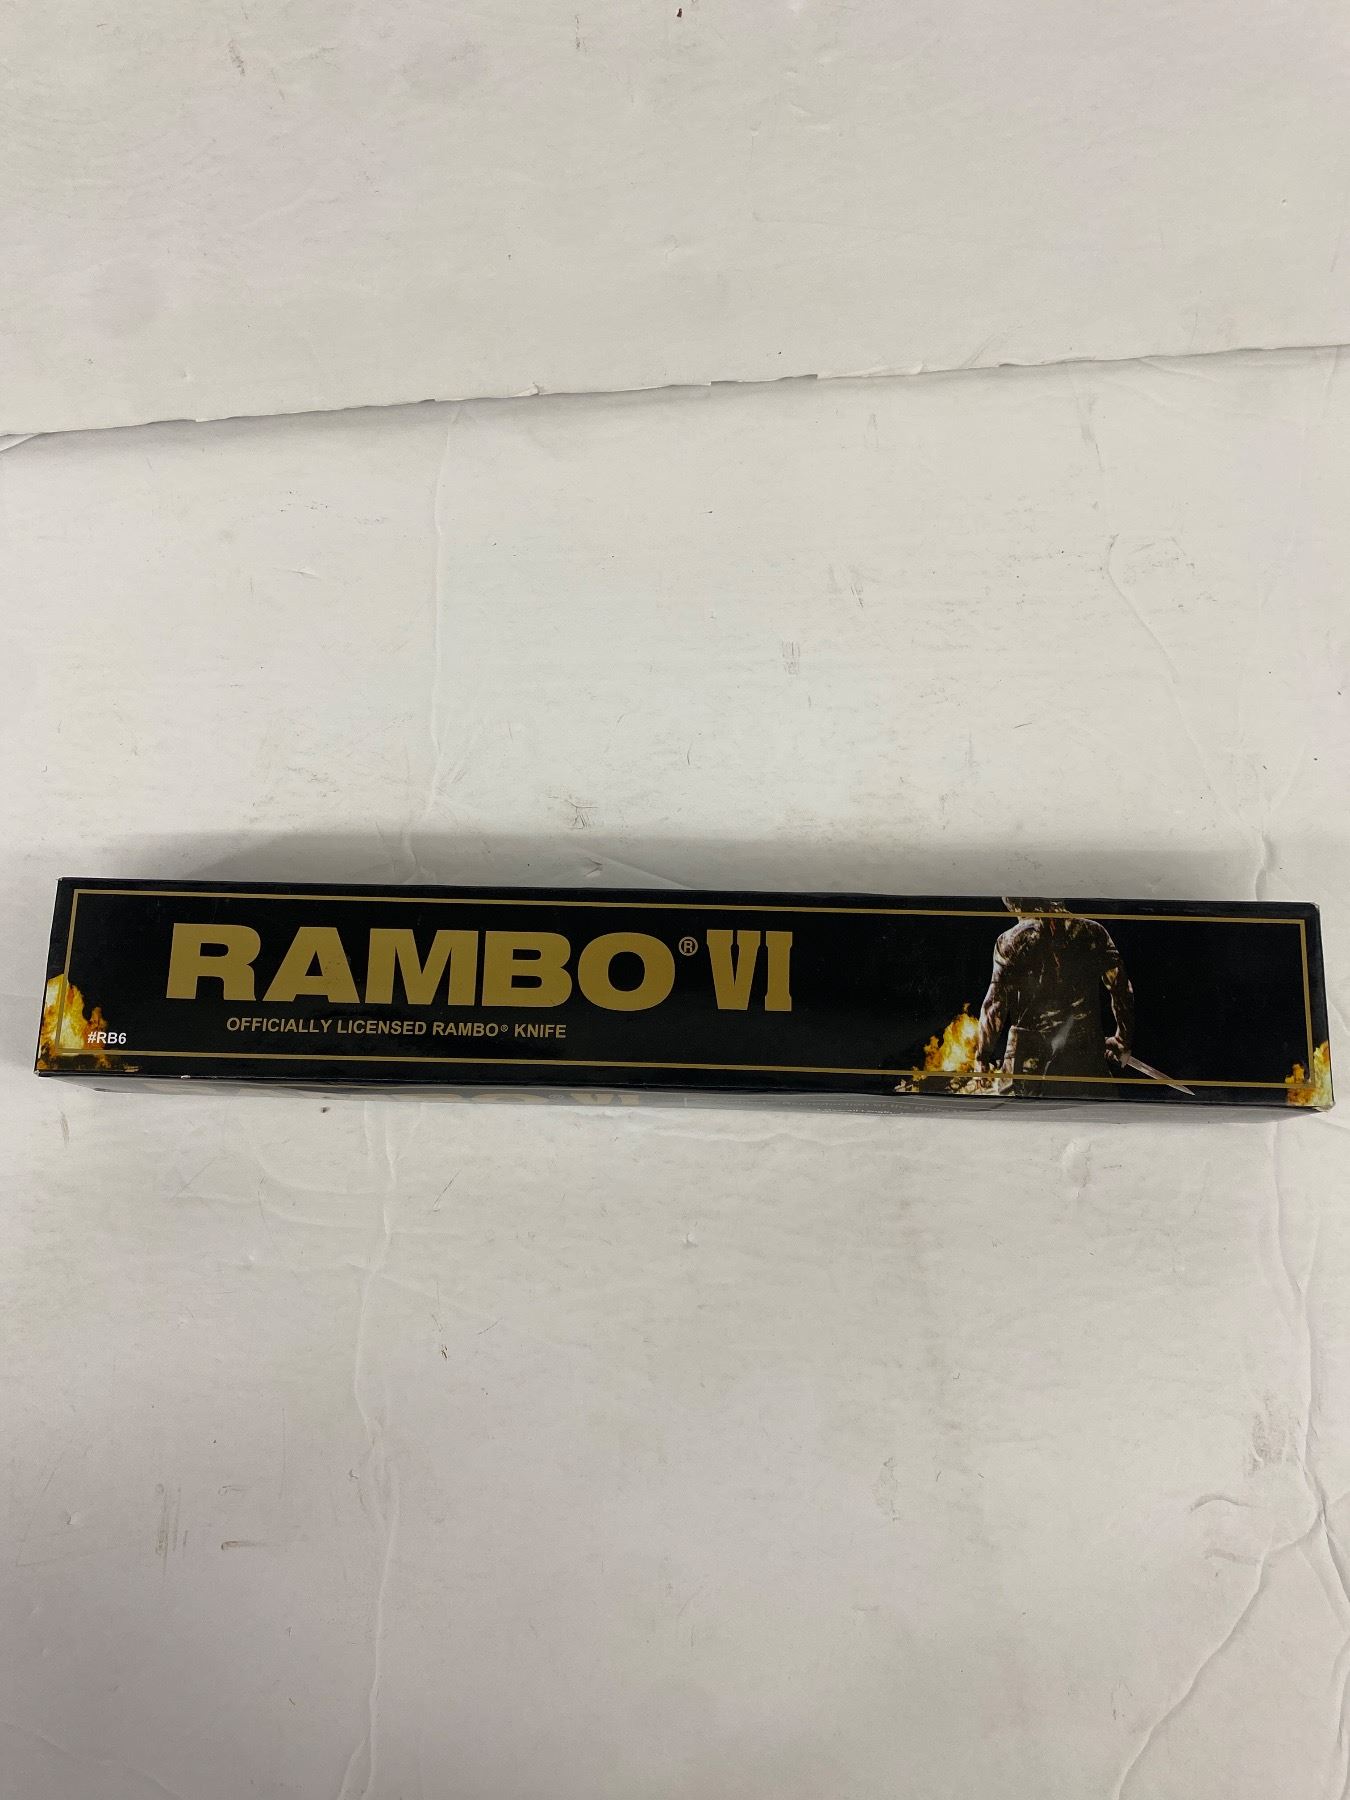 RAMBO® VI
OFFICIALLY LICENSED RAMBO® KNIFE
#RB6